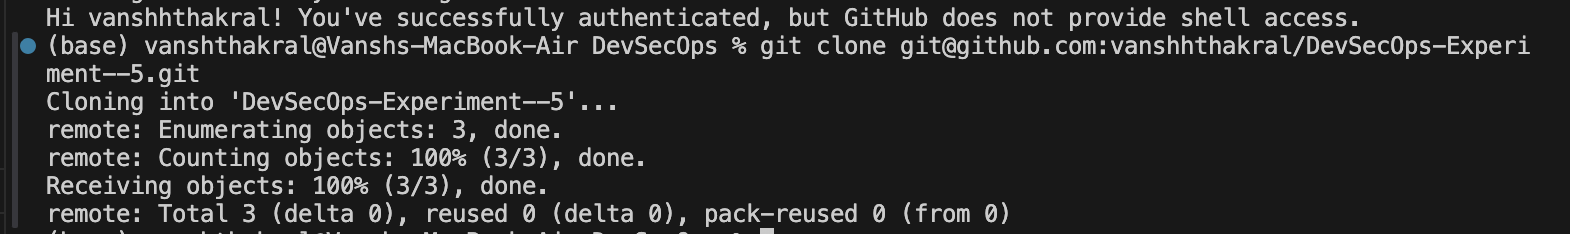 Hi vanshhthakral! You've successfully authenticated, but GitHub does not provide shell access.
(base) vanshthakral@Vanshs-MacBook-Air DevSecOps % git clone git@github.com:vanshhthakral/DevSecOps-Experi
ment--5.git
Cloning into 'DevSecOps-Experiment--5'...
remote: Enumerating objects: 3, done.
remote: Counting objects: 100% (3/3), done.
Receiving objects: 100% (3/3), done.
remote: Total 3 (delta 0), reused 0 (delta 0), pack-reused 0 (from 0)